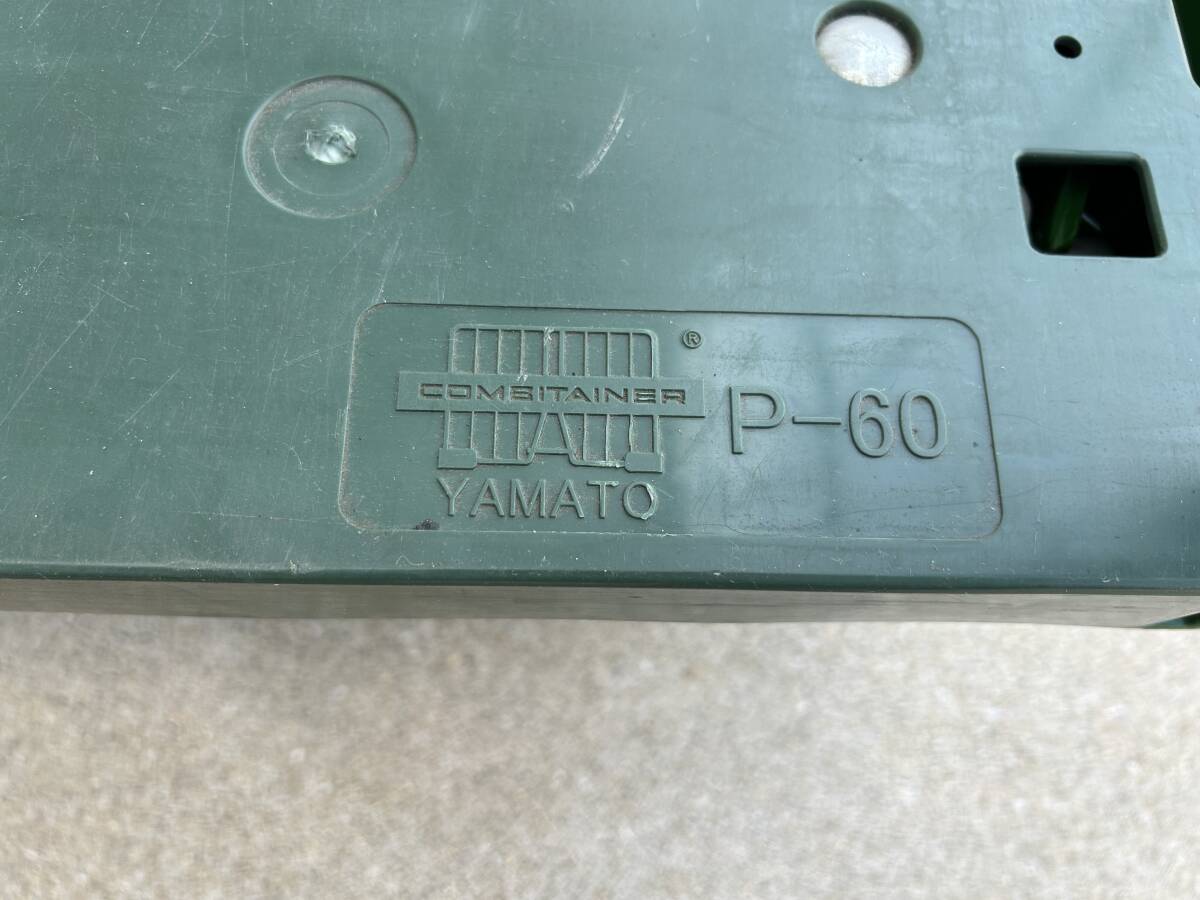 COMBITAINER ®
P-60
YAMATO